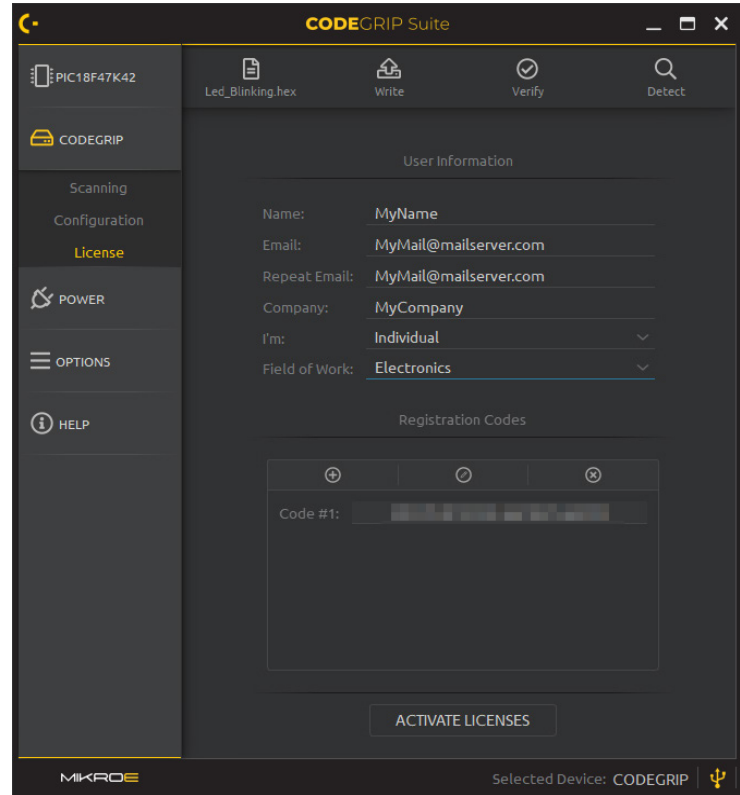 CODEGRIP Suite
PIC18F47K42
Led_Blinking.hex
Write
Verify
Detect
CODEGRIP
Scanning
Configuration
License
POWER
OPTIONS
HELP
User Information
Name: MyName
Email: MyMail@mailserver.com
Repeat Email: MyMail@mailserver.com
Company: MyCompany
I'm: Individual
Field of Work: Electronics
Registration Codes
Code #1:
ACTIVATE LICENSES
MIKROE
Selected Device: CODEGRIP